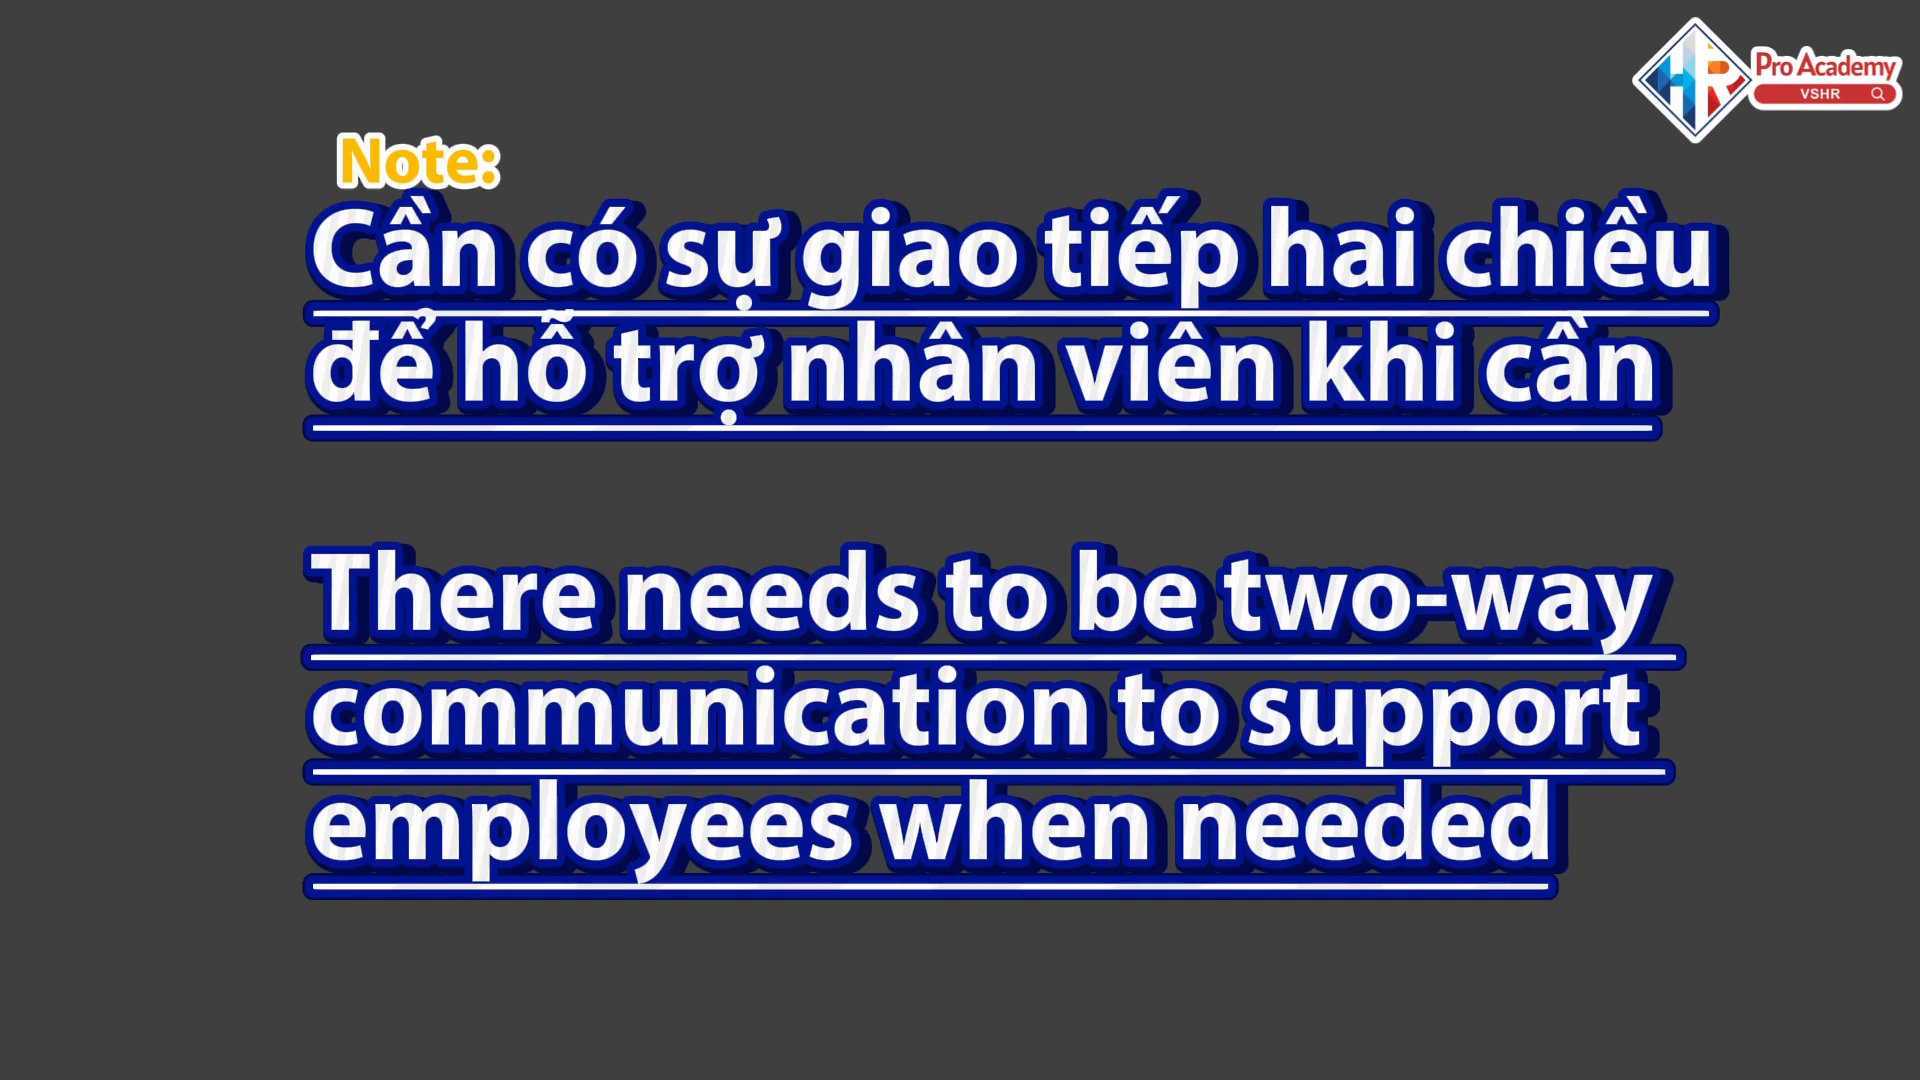 HR Pro Academy
VSHR
Note:
Cần có sự giao tiếp hai chiều
để hỗ trợ nhân viên khi cần
There needs to be two-way
communication to support
employees when needed